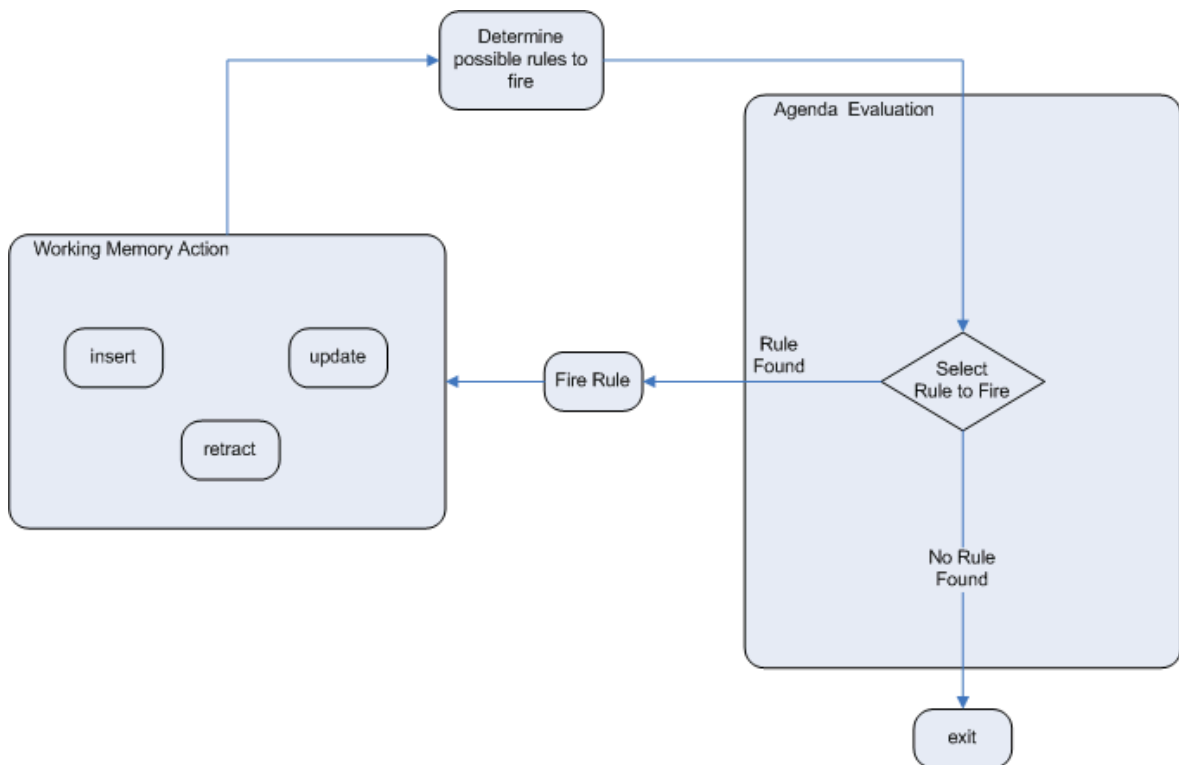 Determine
possible rules to
fire
Agenda Evaluation
Working Memory Action
insert
update
retract
Fire Rule
Rule
Found
Select
Rule to Fire
No Rule
Found
exit